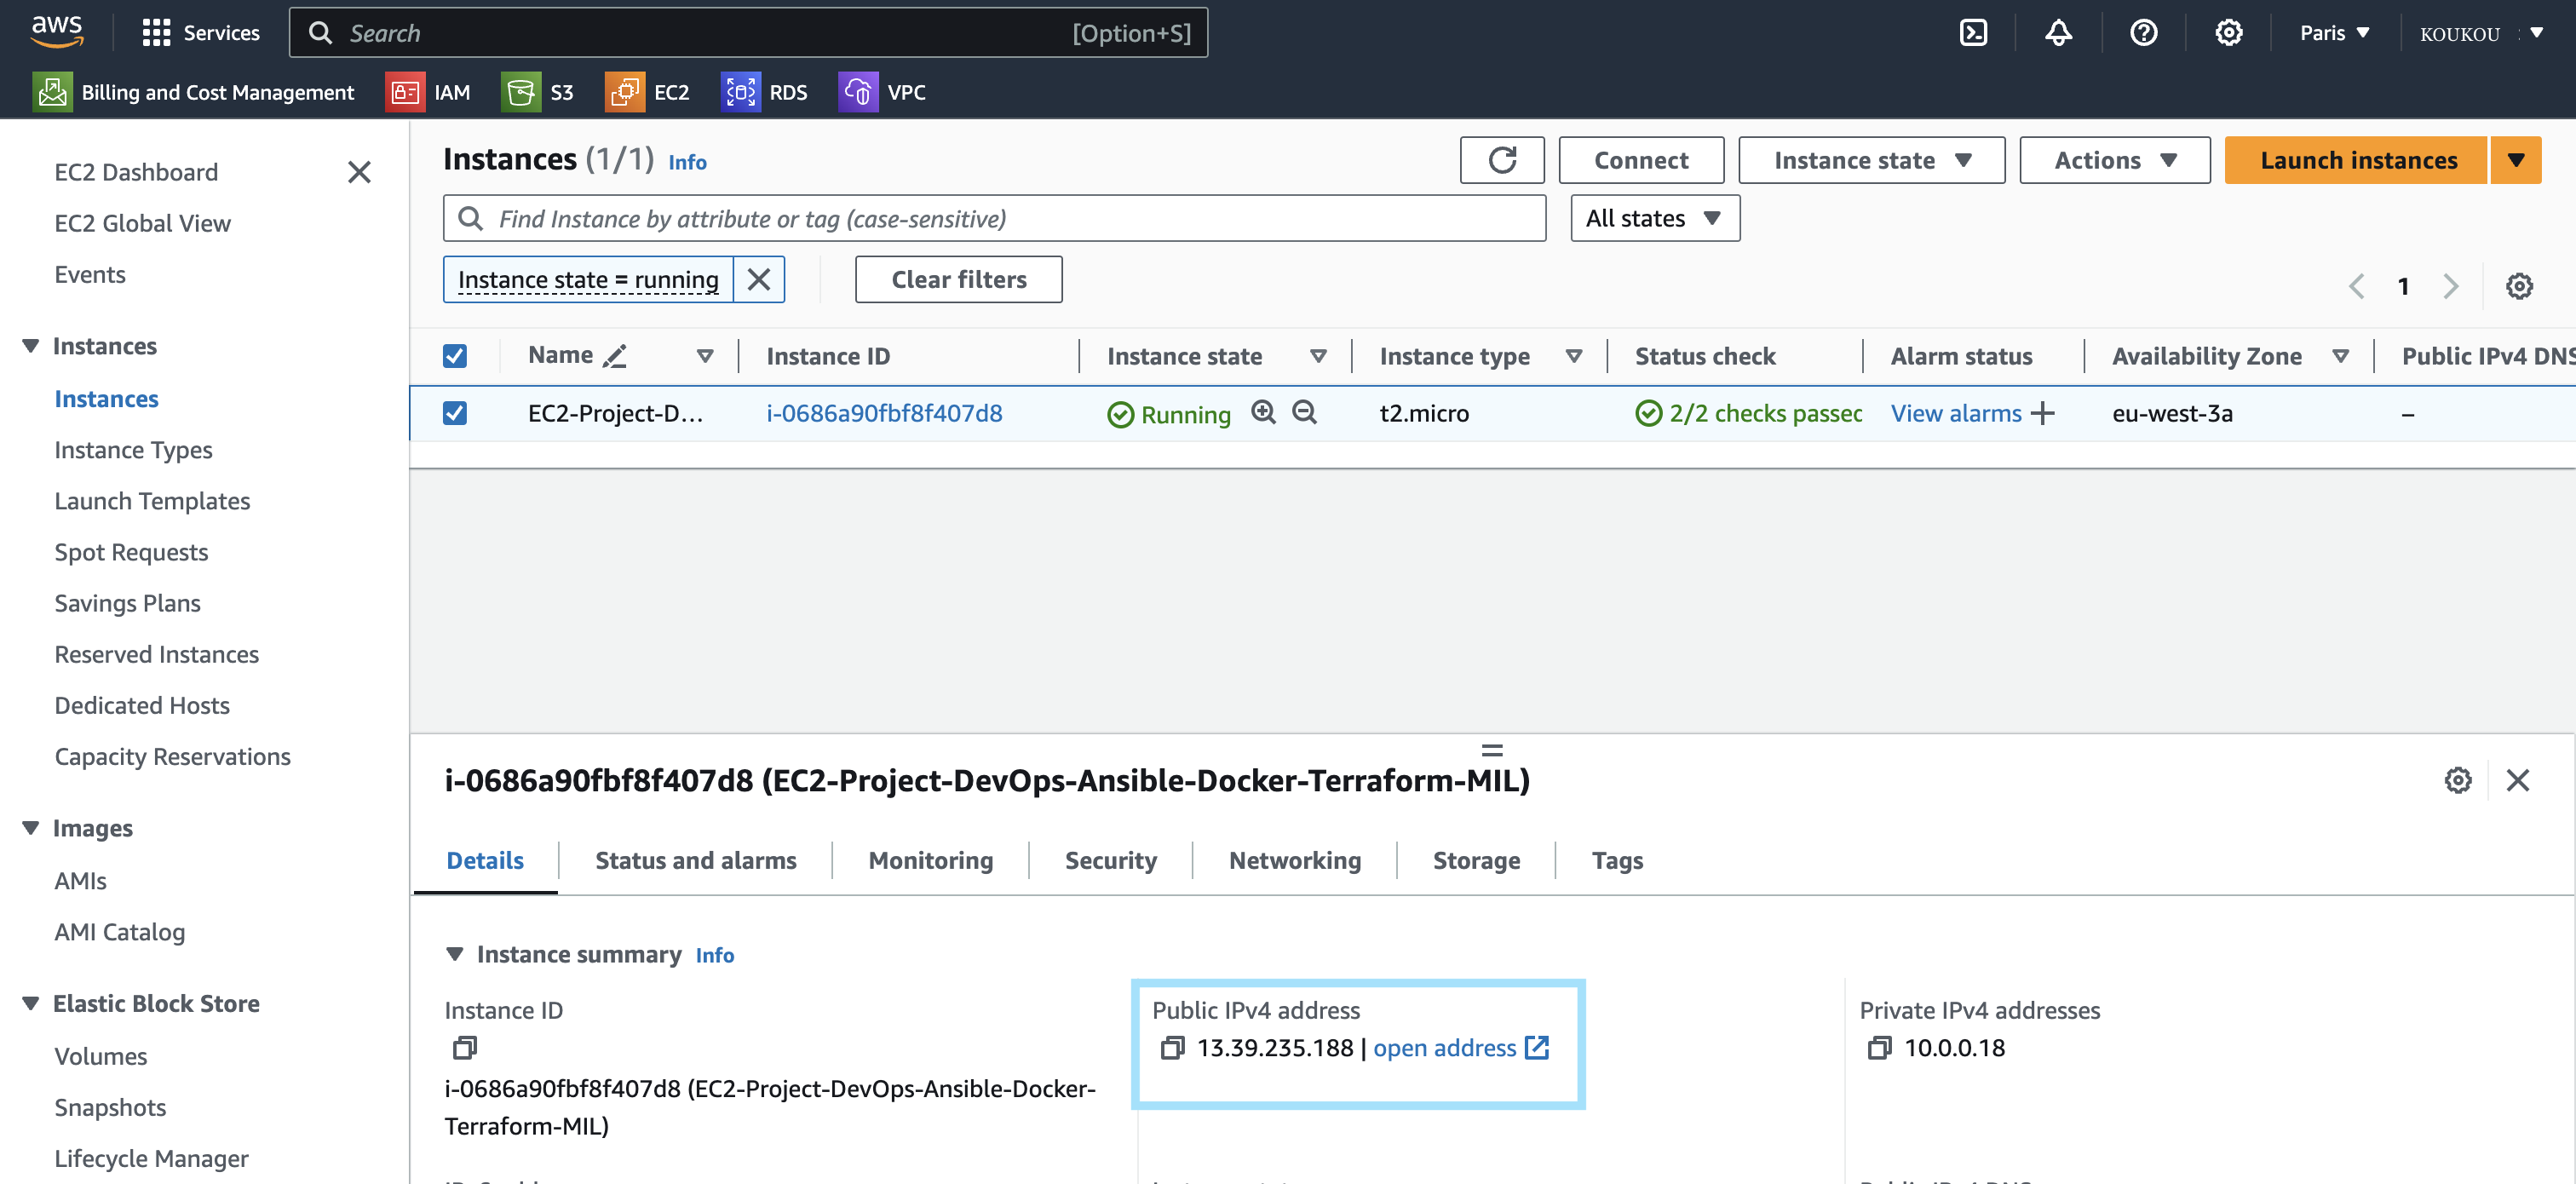 aws
Services
Search
[Option+S]
Paris
KOUKOU
Billing and Cost Management
IAM
S3
EC2
RDS
VPC
EC2 Dashboard
EC2 Global View
Events
Instances
Instances
Instance Types
Launch Templates
Spot Requests
Savings Plans
Reserved Instances
Dedicated Hosts
Capacity Reservations
Images
AMIs
AMI Catalog
Elastic Block Store
Volumes
Snapshots
Lifecycle Manager
Instances (1/1) Info
Connect
Instance state
Actions
Launch instances
Find Instance by attribute or tag (case-sensitive)
All states
Instance state = running
Clear filters
1
Name
Instance ID
Instance state
Instance type
Status check
Alarm status
Availability Zone
Public IPv4 DNS
EC2-Project-D...
i-0686a90fbf8f407d8
Running
t2.micro
2/2 checks passed
View alarms +
eu-west-3a
–
i-0686a90fbf8f407d8 (EC2-Project-DevOps-Ansible-Docker-Terraform-MIL)
Details
Status and alarms
Monitoring
Security
Networking
Storage
Tags
Instance summary Info
Instance ID
i-0686a90fbf8f407d8 (EC2-Project-DevOps-Ansible-Docker-
Terraform-MIL)
Public IPv4 address
13.39.235.188 | open address
Private IPv4 addresses
10.0.0.18